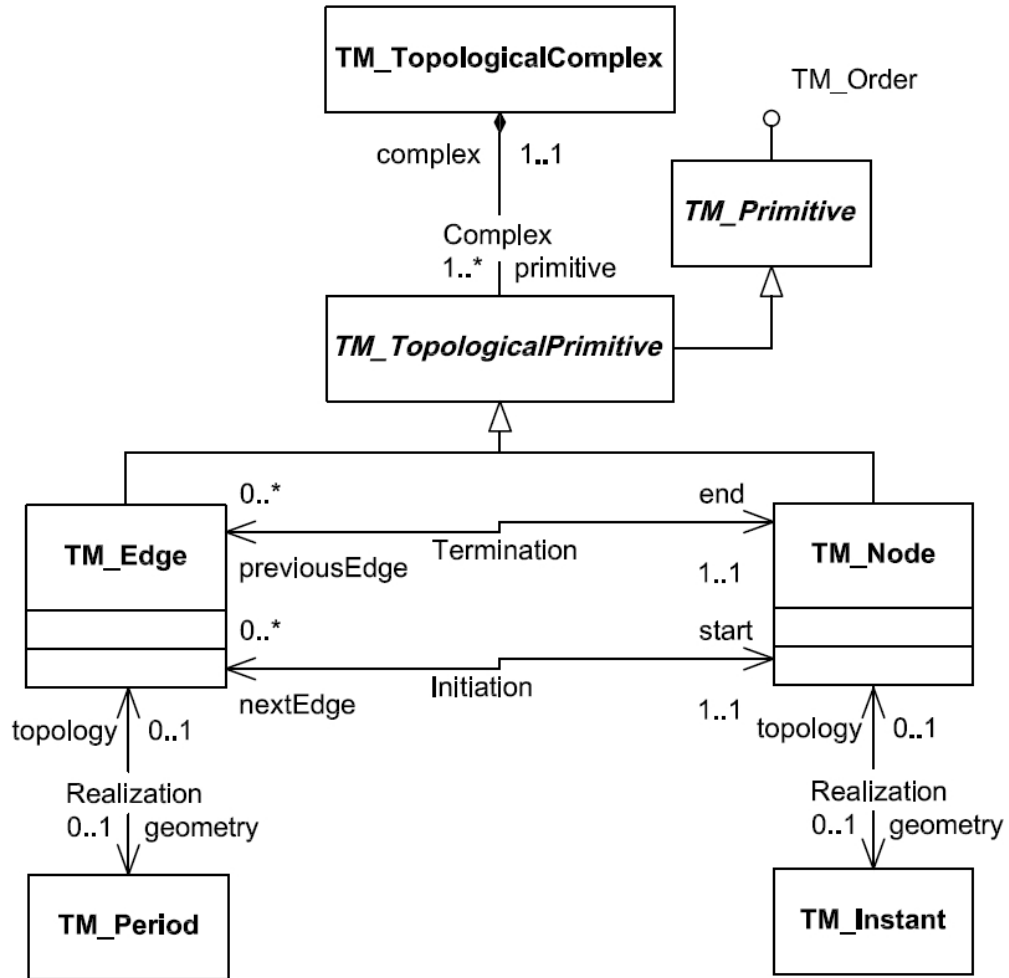 TM_TopologicalComplex
TM_Order
complex 1..1
TM_Primitive
Complex
1..* primitive
TM_TopologicalPrimitive
0..* end
TM_Edge Termination TM_Node
previousEdge 1..1
0..* start
Initiation
nextEdge 1..1
topology 0..1 topology 0..1
Realization Realization
0..1 geometry 0..1 geometry
TM_Period TM_Instant